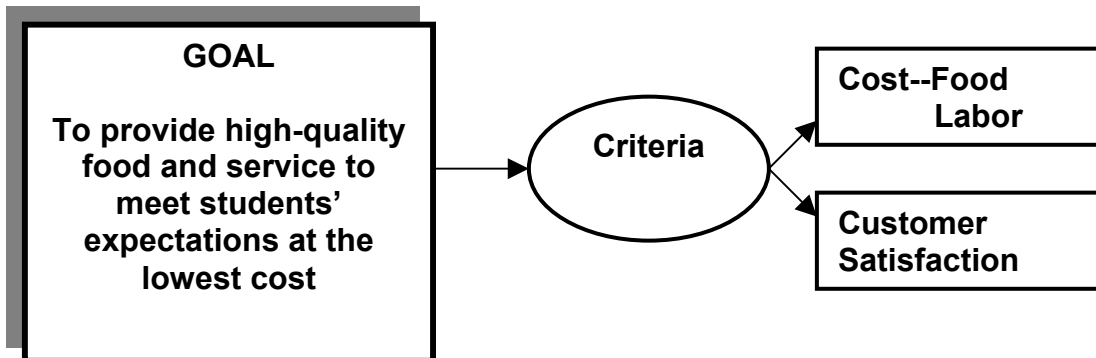 GOAL
To provide high-quality
food and service to
meet students’
expectations at the
lowest cost
Criteria
Cost--Food
Labor
Customer
Satisfaction